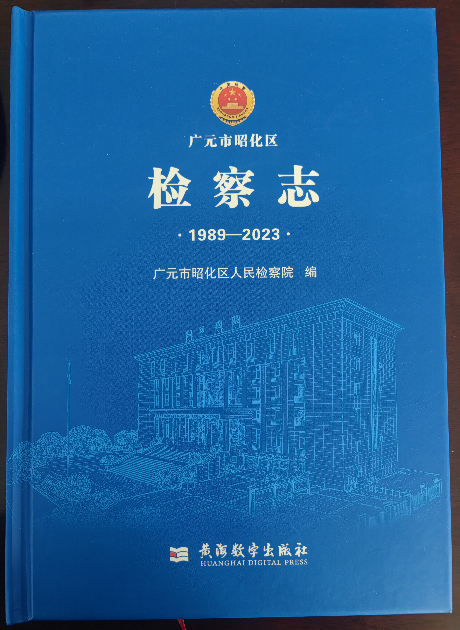 广元市昭化区
检察志
·1989—2023·
广元市昭化区人民检察院 编
黄海数字出版社
HUANGHAI DIGITAL PRESS